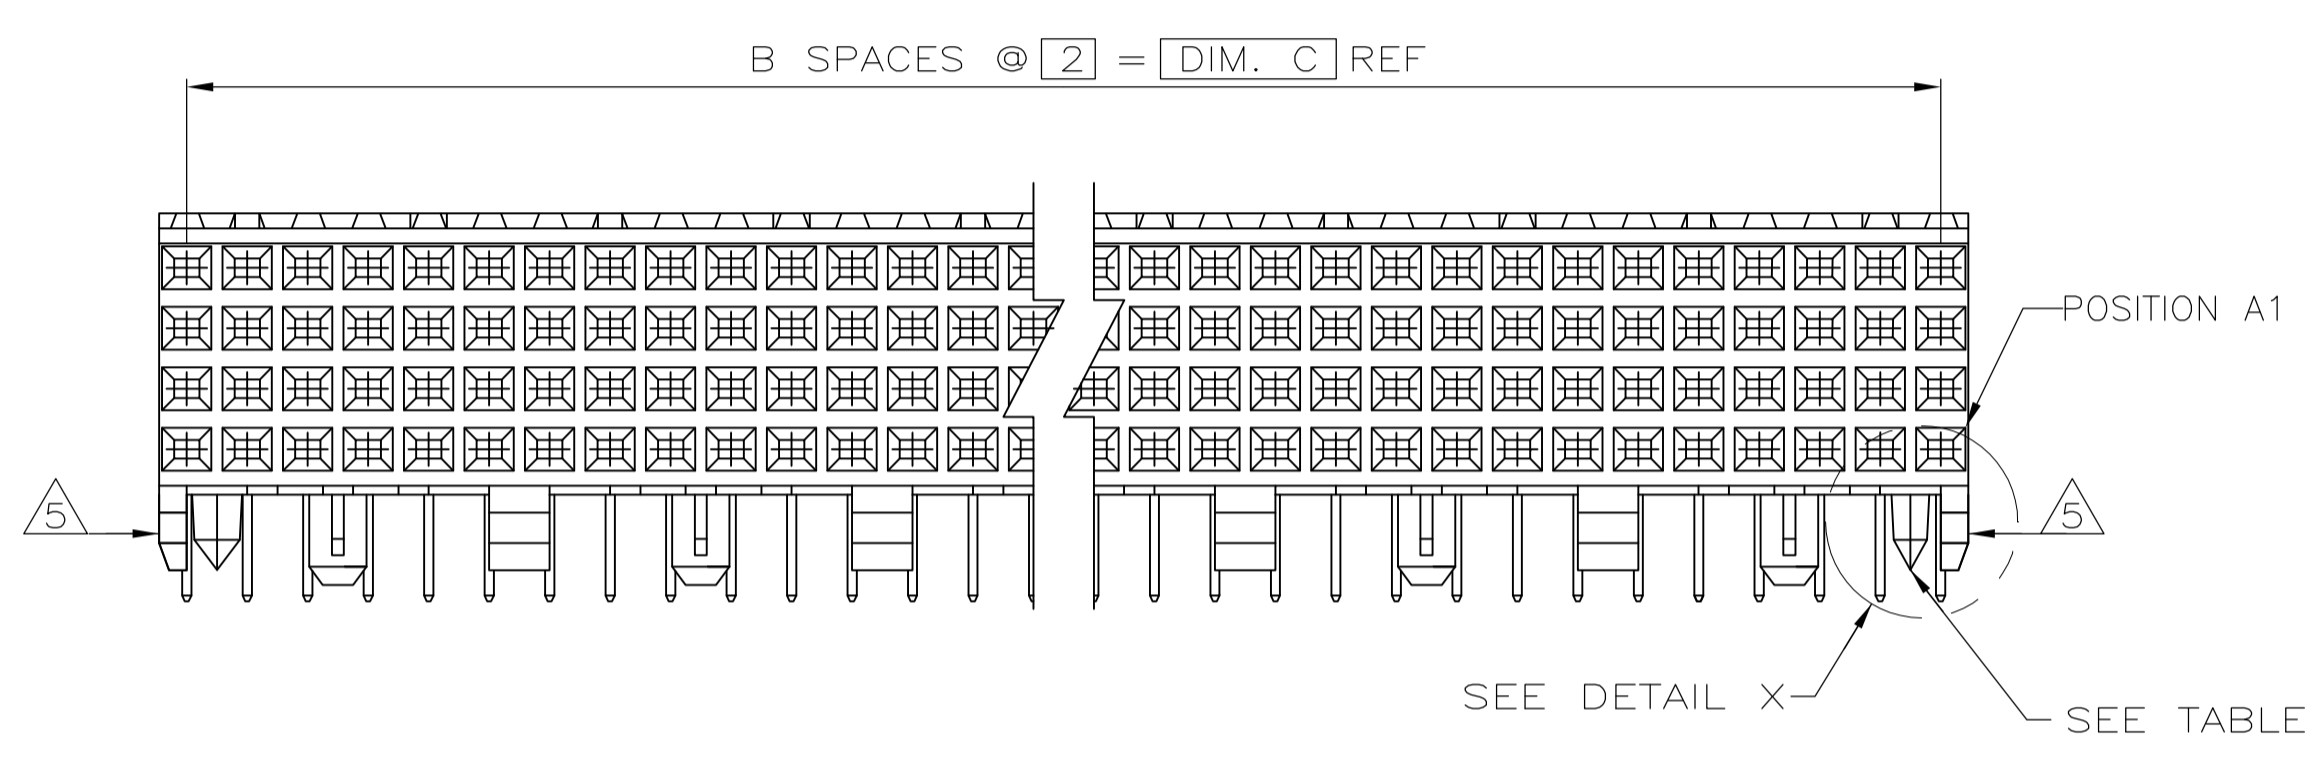 B SPACES @ 2 = DIM. C REF
POSITION A1
5
5
SEE DETAIL X
SEE TABLE